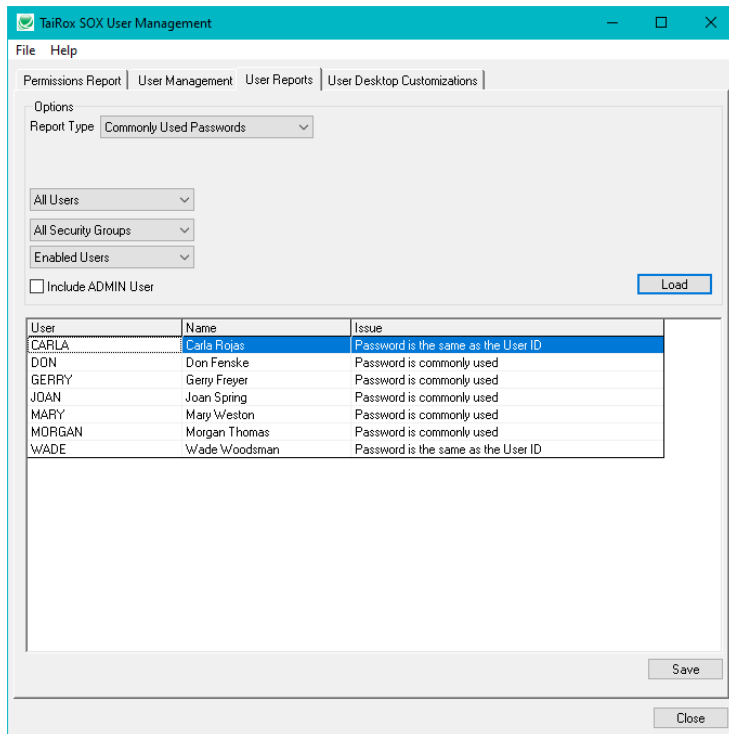 TaiRox SOX User Management
File Help
Permissions Report User Management User Reports User Desktop Customizations
Options
Report Type Commonly Used Passwords
All Users
All Security Groups
Enabled Users
Include ADMIN User Load
User Name Issue
CARLA Carla Rojas Password is the same as the User ID
DON Don Fenske Password is commonly used
GERRY Gerry Freyer Password is commonly used
JOAN Joan Spring Password is commonly used
MARY Mary Weston Password is commonly used
MORGAN Morgan Thomas Password is commonly used
WADE Wade Woodsman Password is the same as the User ID
Save
Close